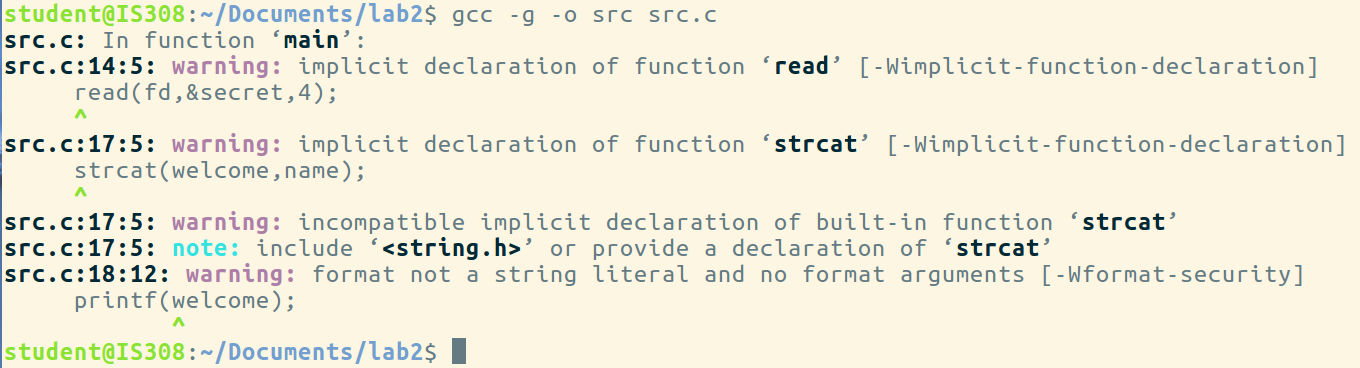 student@IS308:~/Documents/lab2$ gcc -g -o src src.c
src.c: In function ‘main’:
src.c:14:5: warning: implicit declaration of function ‘read’ [-Wimplicit-function-declaration]
     read(fd,&secret,4);
     ^
src.c:17:5: warning: implicit declaration of function ‘strcat’ [-Wimplicit-function-declaration]
     strcat(welcome,name);
     ^
src.c:17:5: warning: incompatible implicit declaration of built-in function ‘strcat’
src.c:17:5: note: include ‘<string.h>’ or provide a declaration of ‘strcat’
src.c:18:12: warning: format not a string literal and no format arguments [-Wformat-security]
     printf(welcome);
            ^
student@IS308:~/Documents/lab2$